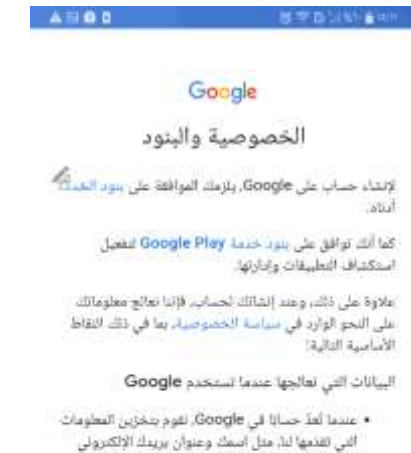 Google
الخصوصية والبنود
لإنشاء حساب على Google، يلزمك الموافقة على بنود الخدمة
أدناه.
كما أنك توافق على بنود خدمة Google Play لتفعيل
استكشاف التطبيقات وإدارتها.
علاوة على ذلك، وعند إنشائك لحساب، فإننا نعالج معلوماتك
على النحو الوارد في سياسة الخصوصية، بما في ذلك النقاط
الأساسية التالية:
البيانات التي نعالجها عندما تستخدم Google
• عندما تُعدّ حسابًا في Google، نقوم بتخزين المعلومات
التي تقدمها لنا، مثل اسمك وعنوان بريدك الإلكتروني